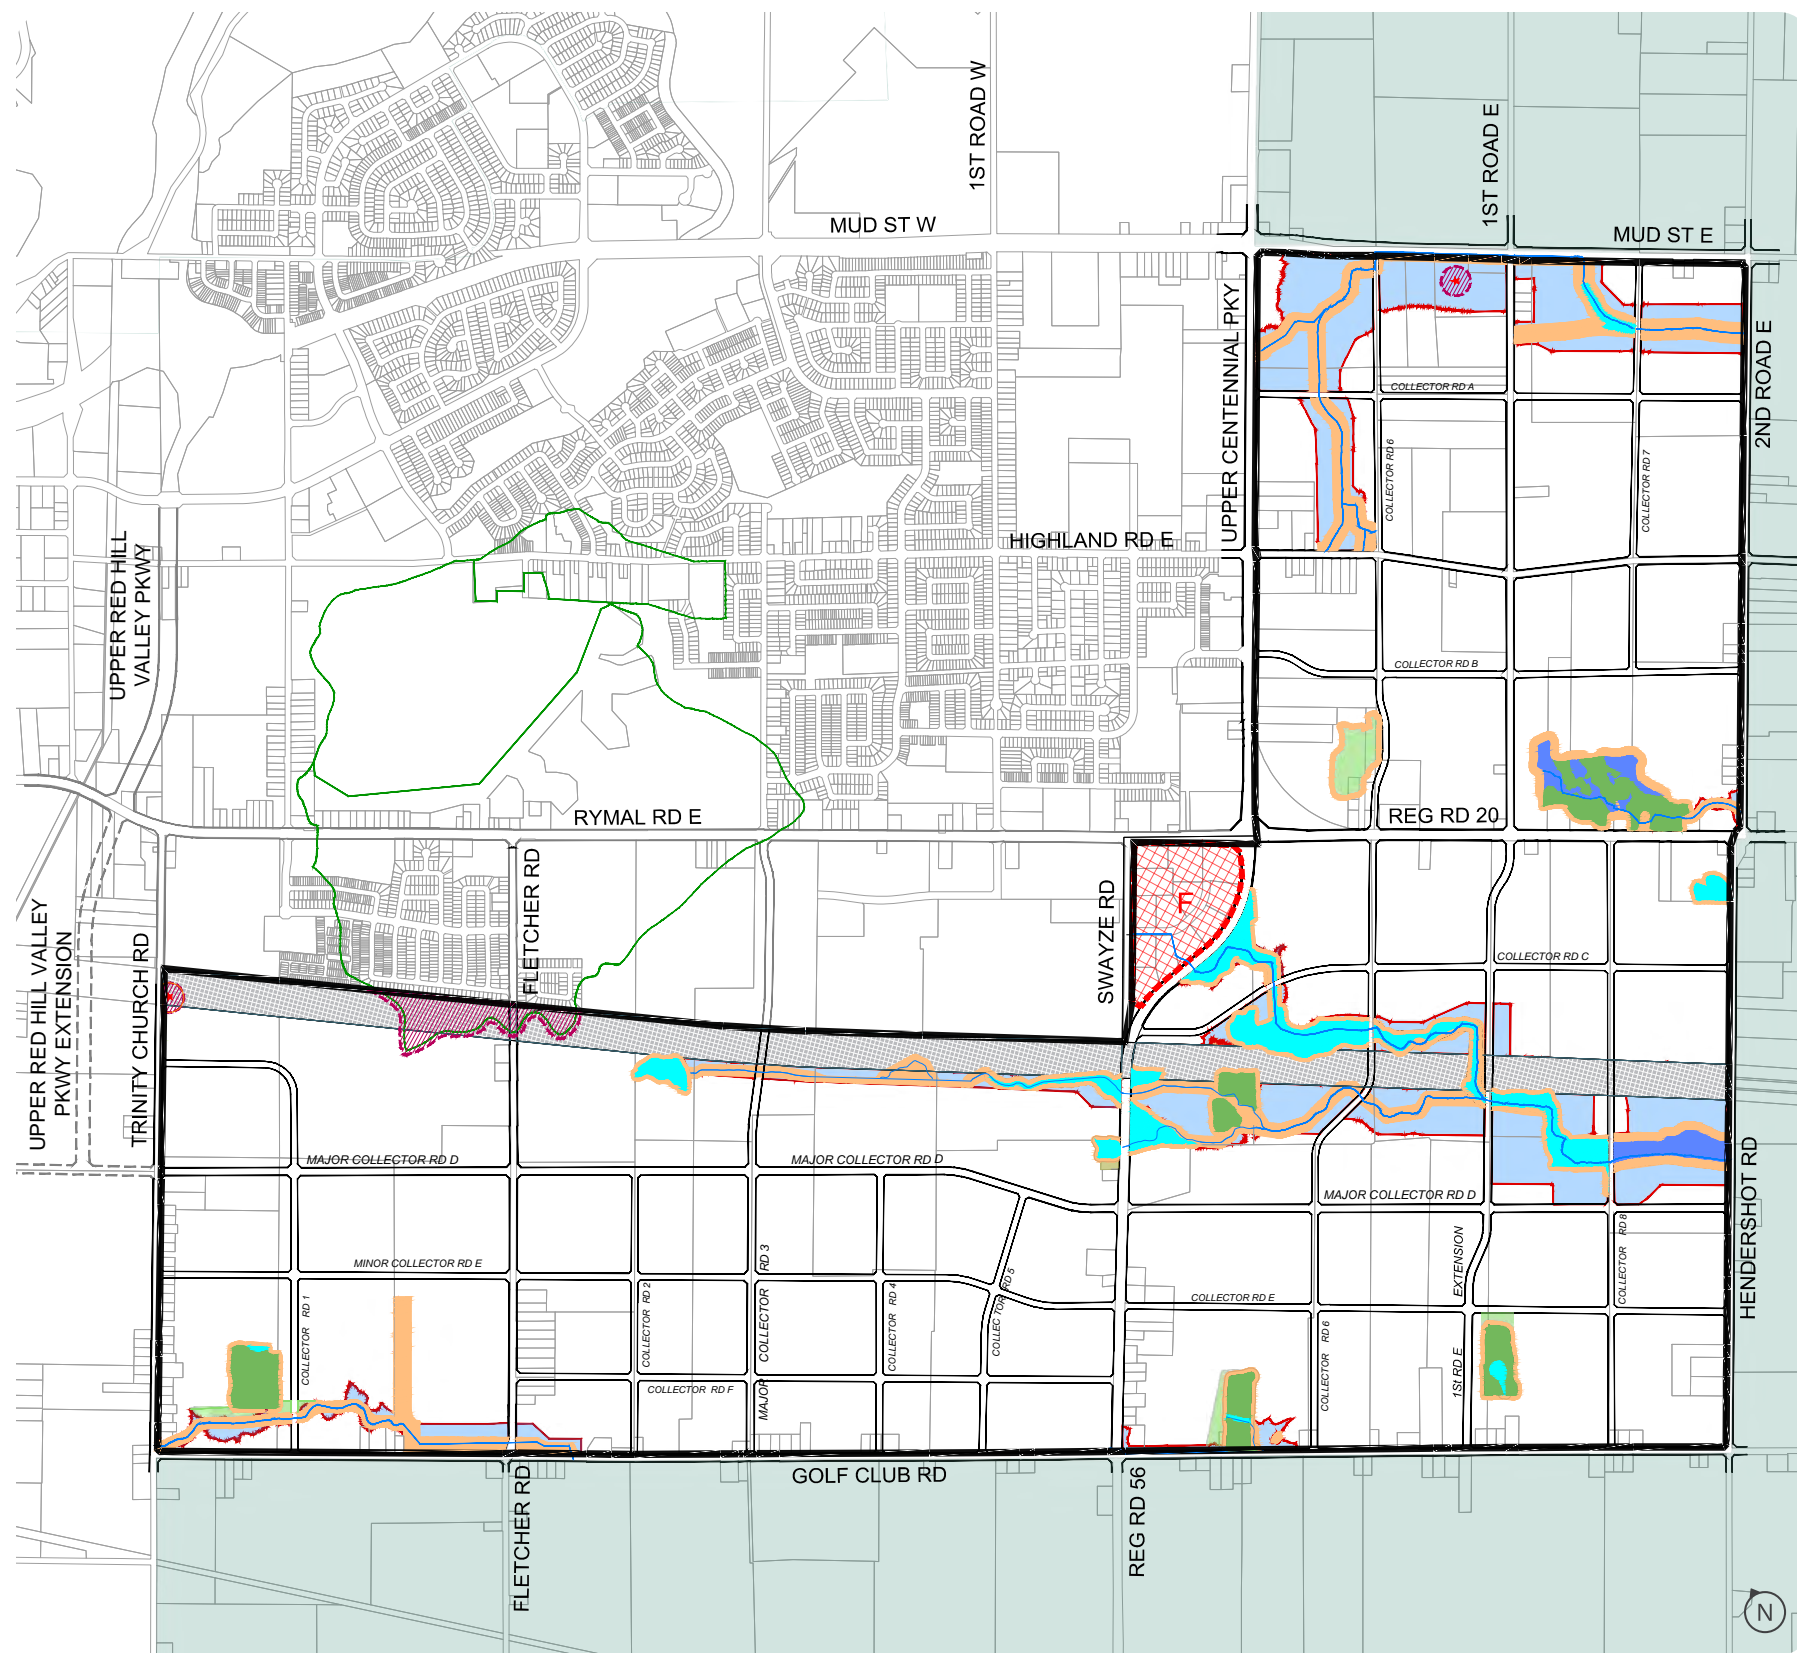 1ST ROAD W
1ST ROAD E
MUD ST W
MUD ST E
UPPER CENTENNIAL PKY
2ND ROAD E
COLLECTOR RD A
COLLECTOR RD 6
COLLECTOR RD 7
HIGHLAND RD E
UPPER RED HILL
VALLEY PKWY
COLLECTOR RD B
RYMAL RD E
REG RD 20
FLETCHER RD
SWAYZE RD
F
UPPER RED HILL VALLEY
PKWY EXTENSION
TRINITY CHURCH RD
COLLECTOR RD C
MAJOR COLLECTOR RD D
MAJOR COLLECTOR RD D
MAJOR COLLECTOR RD D
HENDERSHOT RD
MINOR COLLECTOR RD E
COLLECTOR RD E
COLLECTOR RD 1
COLLECTOR RD 2
MAJOR COLLECTOR RD 3
COLLECTOR RD 4
COLLECTOR RD 5
COLLECTOR RD 6
1St RD E EXTENSION
COLLECTOR RD 8
COLLECTOR RD F
GOLF CLUB RD
FLETCHER RD
REG RD 56
N